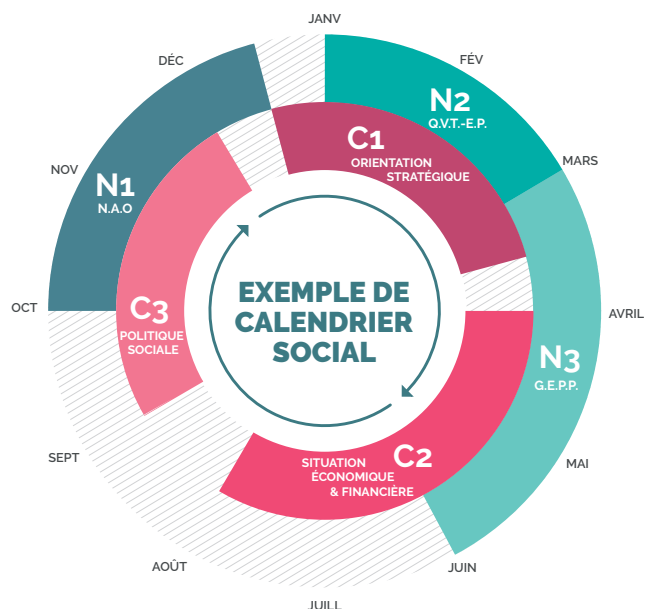 JANV
FÉV
MARS
AVRIL
MAI
JUIN
JUILL
AOÛT
SEPT
OCT
NOV
DÉC
N1
N.A.O
N2
Q.V.T.-E.P.
N3
G.E.P.P.
C1
ORIENTATION
STRATÉGIQUE
C2
SITUATION
ÉCONOMIQUE
& FINANCIÈRE
C3
POLITIQUE
SOCIALE
EXEMPLE DE
CALENDRIER
SOCIAL